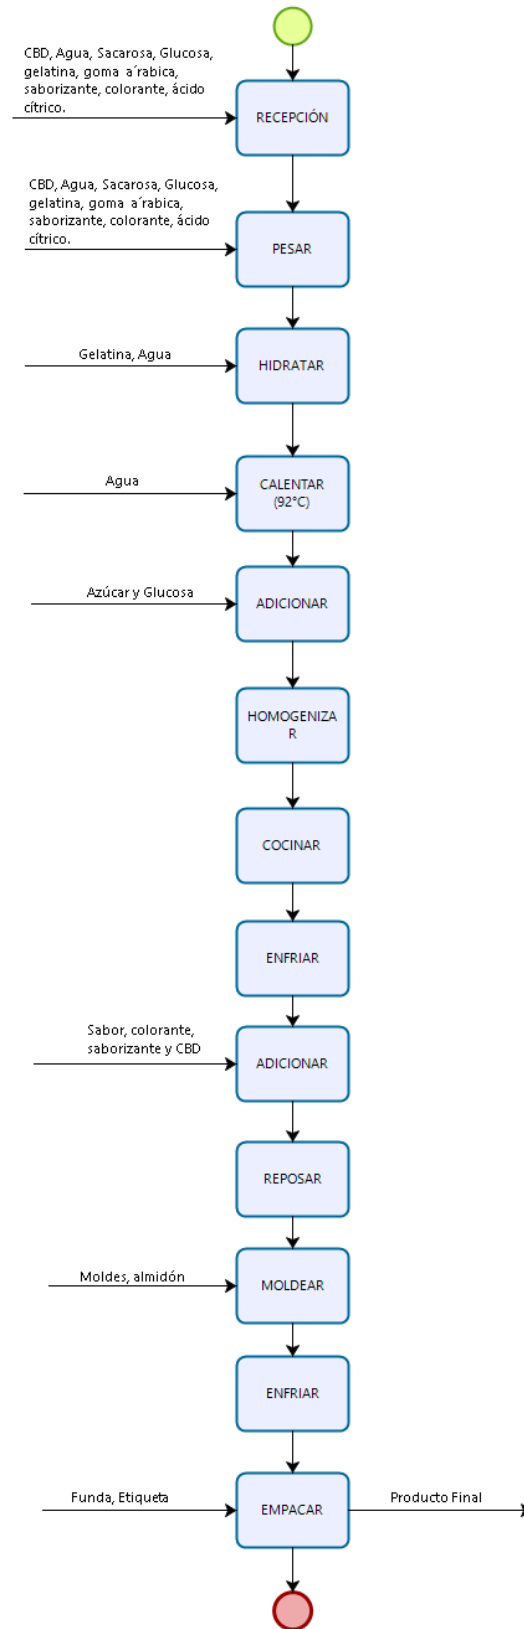 CBD, Agua, Sacarosa, Glucosa,
gelatina, goma a´rabica,
saborizante, colorante, ácido
cítrico.
RECEPCIÓN
CBD, Agua, Sacarosa, Glucosa,
gelatina, goma a´rabica,
saborizante, colorante, ácido
cítrico.
PESAR
Gelatina, Agua
HIDRATAR
Agua
CALENTAR
(92°C)
Azúcar y Glucosa
ADICIONAR
HOMOGENIZA
R
COCINAR
ENFRIAR
Sabor, colorante,
saborizante y CBD
ADICIONAR
REPOSAR
Moldes, almidón
MOLDEAR
ENFRIAR
Funda, Etiqueta
EMPACAR
Producto Final